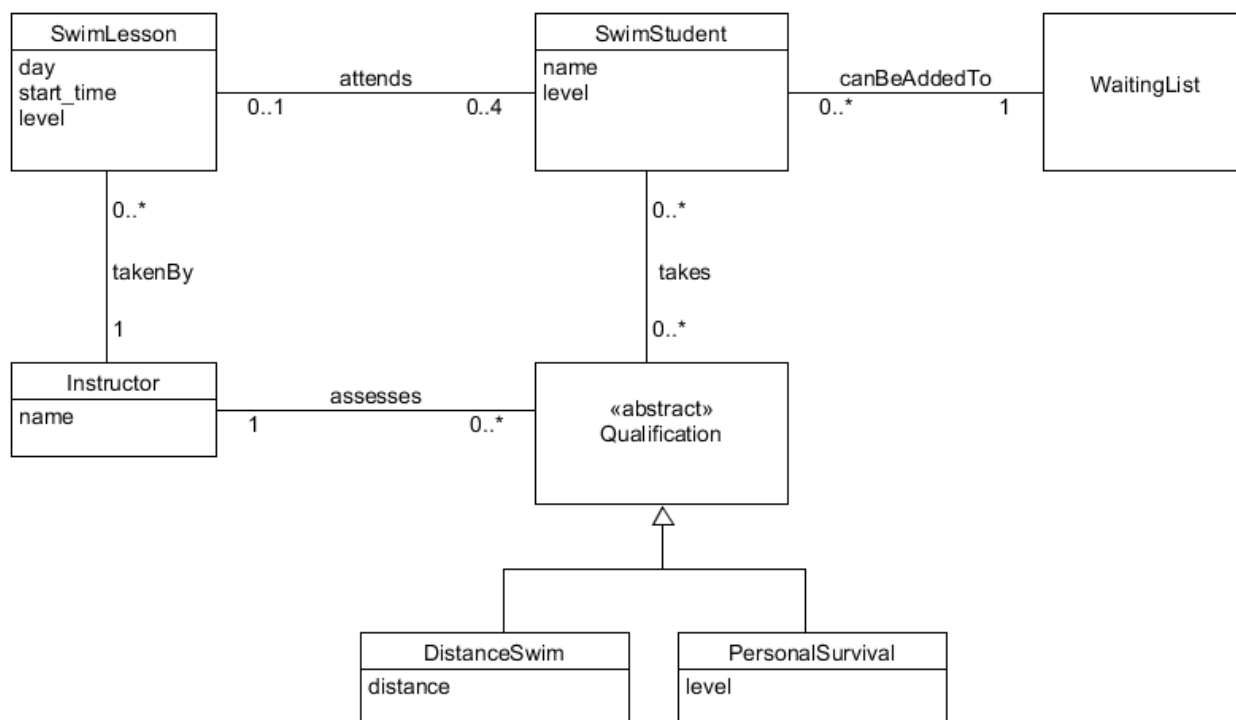 SwimLesson
day
start_time
level
attends
0..1
0..4
SwimStudent
name
level
canBeAddedTo
0..*
1
WaitingList
0..*
takenBy
1
0..*
takes
0..*
Instructor
name
assesses
1
0..*
«abstract»
Qualification
DistanceSwim
distance
PersonalSurvival
level